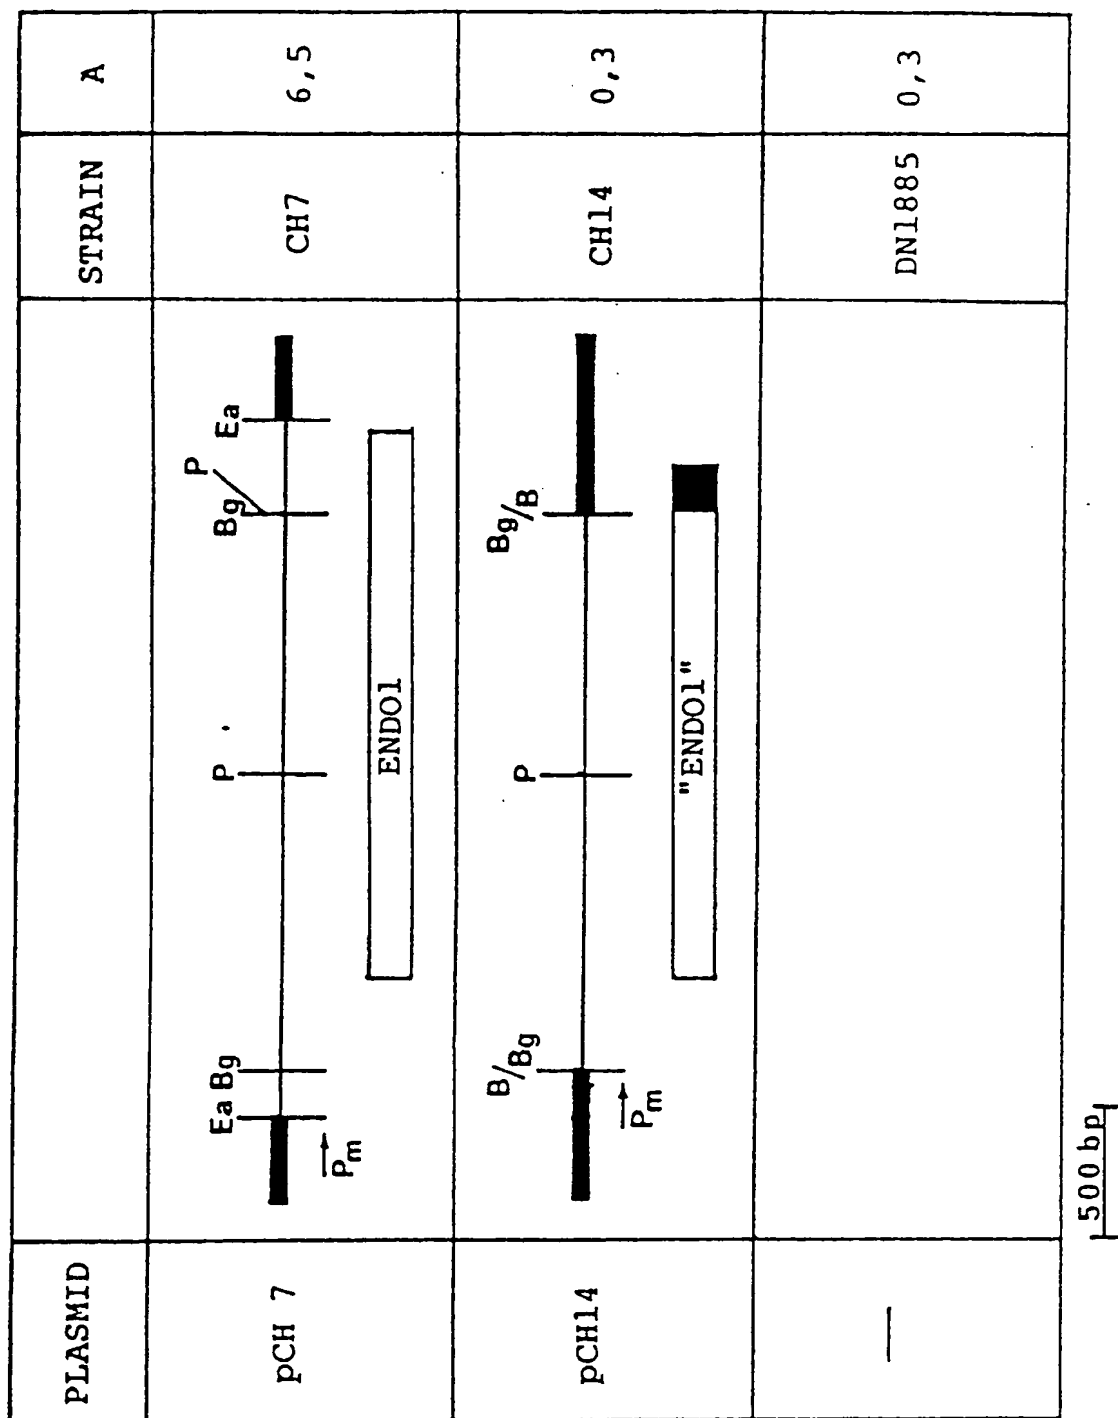 PLASMID STRAIN A
pCH 7 CH7 6,5
Ea Bg P Bg P Ea
Pm
ENDO1
pCH14 CH14 0,3
B/Bg P Bg/B
Pm
"ENDO1"
— DN1885 0,3
500 bp